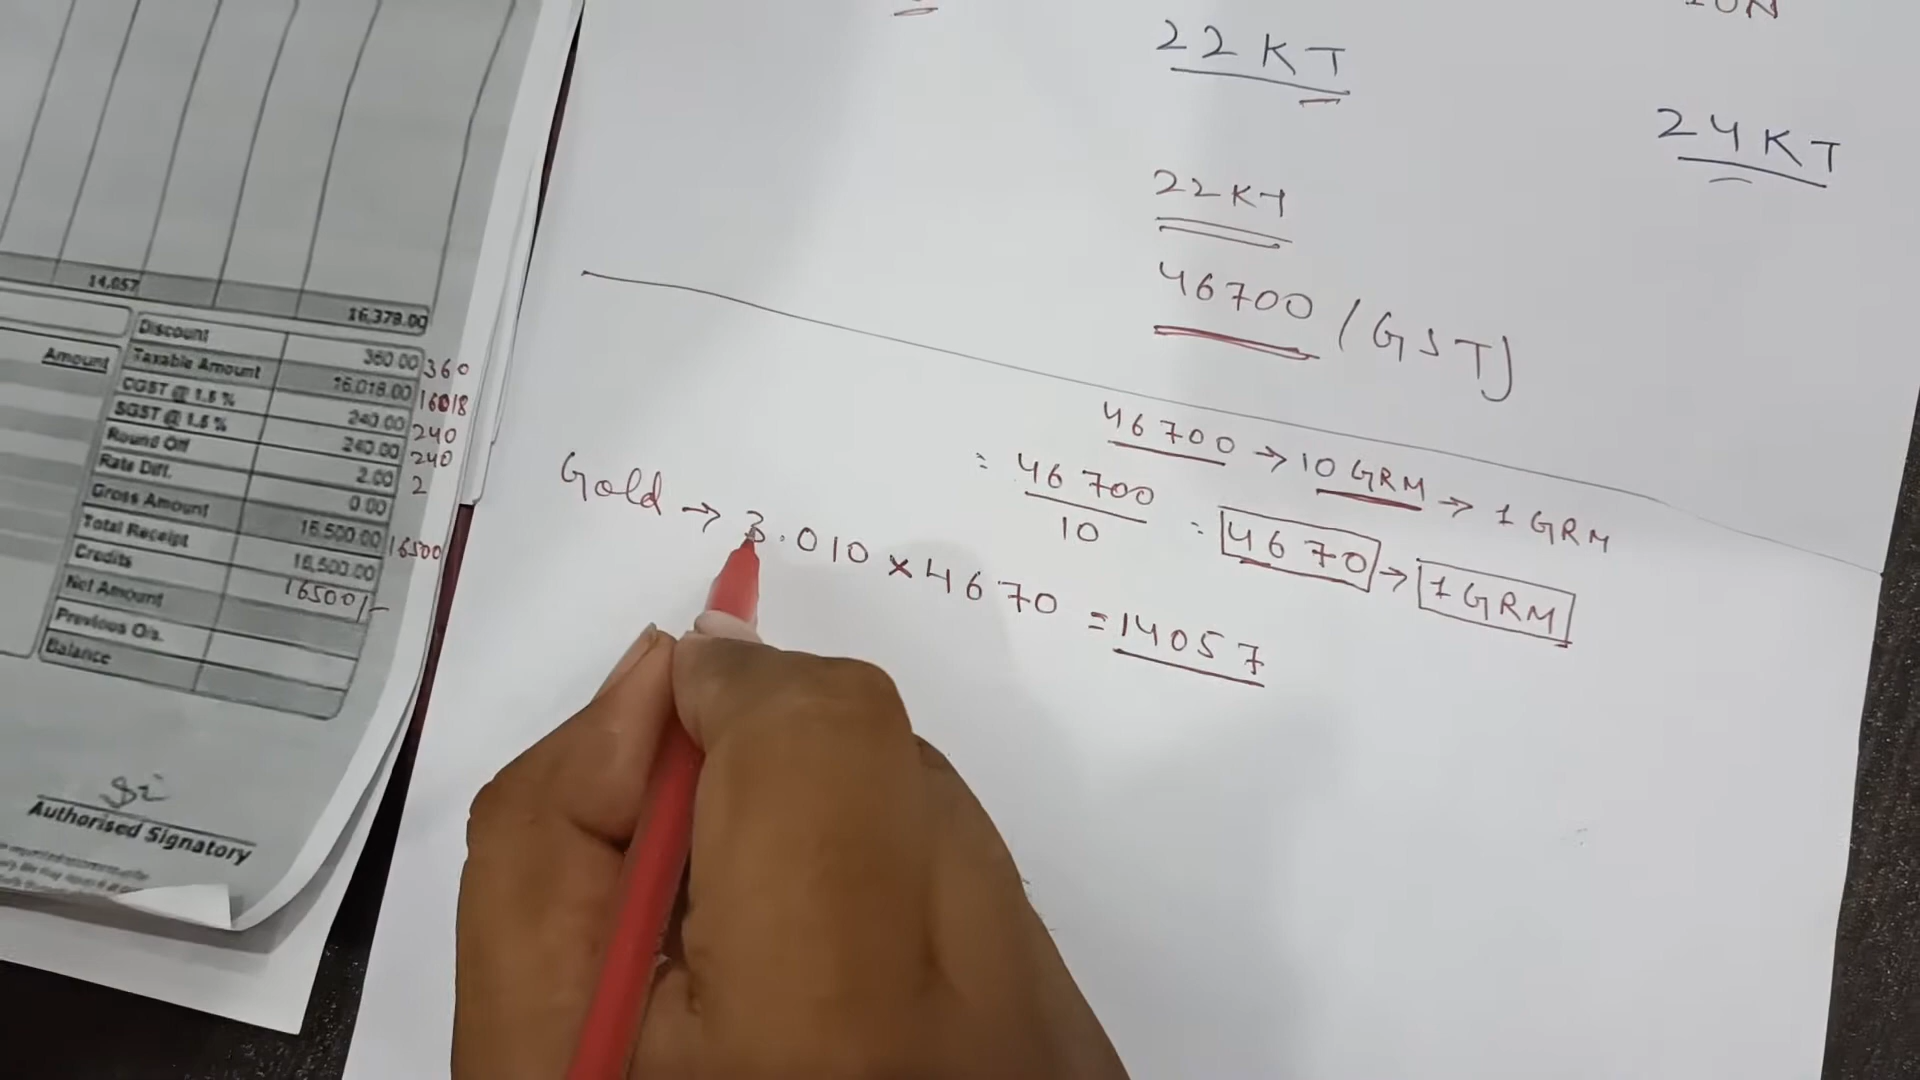 14,057
16,378.00
Discount 360.00 360
Amount
Taxable Amount 16,018.00 16018
CGST @ 1.5 % 240.00 240
SGST @ 1.5 % 240.00 240
Round Off 2.00 2
Rate Diff. 0.00
Gross Amount 16,500.00 16500
Total Receipt 16,500.00
Credits 16500/-
Net Amount
Previous O/s.
Balance
Authorised Signatory
22 KT
24 KT
22 KT
46700 (GST)
46700 → 10 GRM → 1 GRM
= 46700
10
= 4670 → 1 GRM
Gold → 3.010 × 4670 = 14057